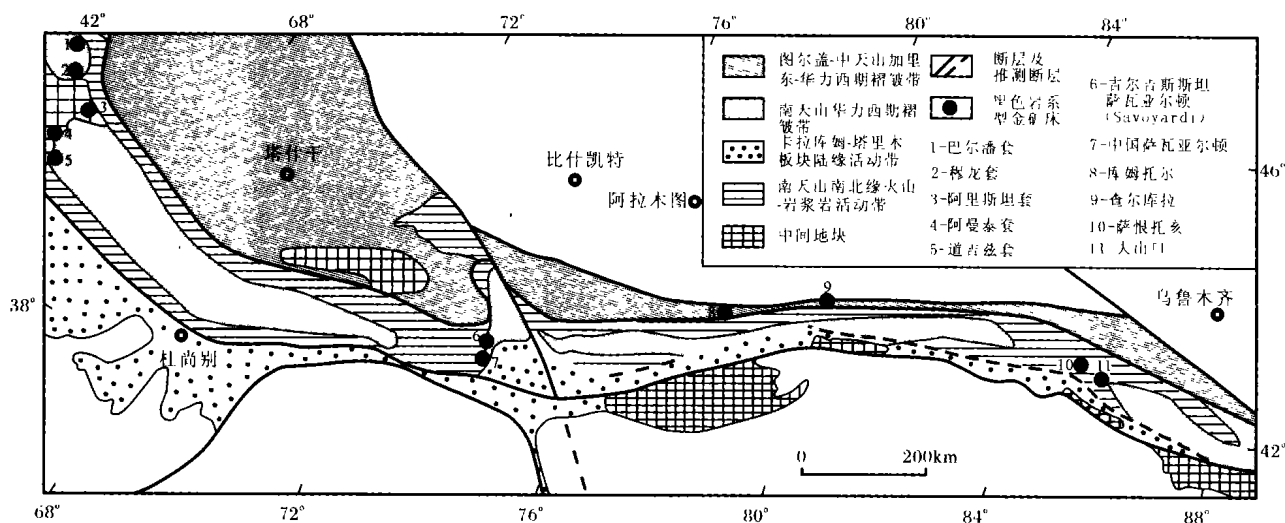 42° 68° 72° 76° 80° 84°
图尔盖-中天山加里
东-华力西期褶皱带
南天山华力西期褶
皱带
卡拉库姆-塔里木
板块陆缘活动带
南天山南北缘火山
-岩浆岩活动带
中间地块
断层及
推测断层
黑色岩系
型金矿床
1-巴尔潘套
2-穆龙套
3-阿里斯坦套
4-阿曼泰套
5-道吉兹套
6-吉尔吉斯斯坦
萨瓦亚尔顿
(Savoyardi)
7-中国萨瓦亚尔顿
8-库姆托尔
9-查尔库拉
10-萨恨托亥
11-大山口
1
2
3
4
5
塔什干
比什凯特
阿拉木图
46°
38°
杜尚别
6
7
8
9
乌鲁木齐
10
11
0 200km
42°
68° 72° 76° 80° 84° 88°